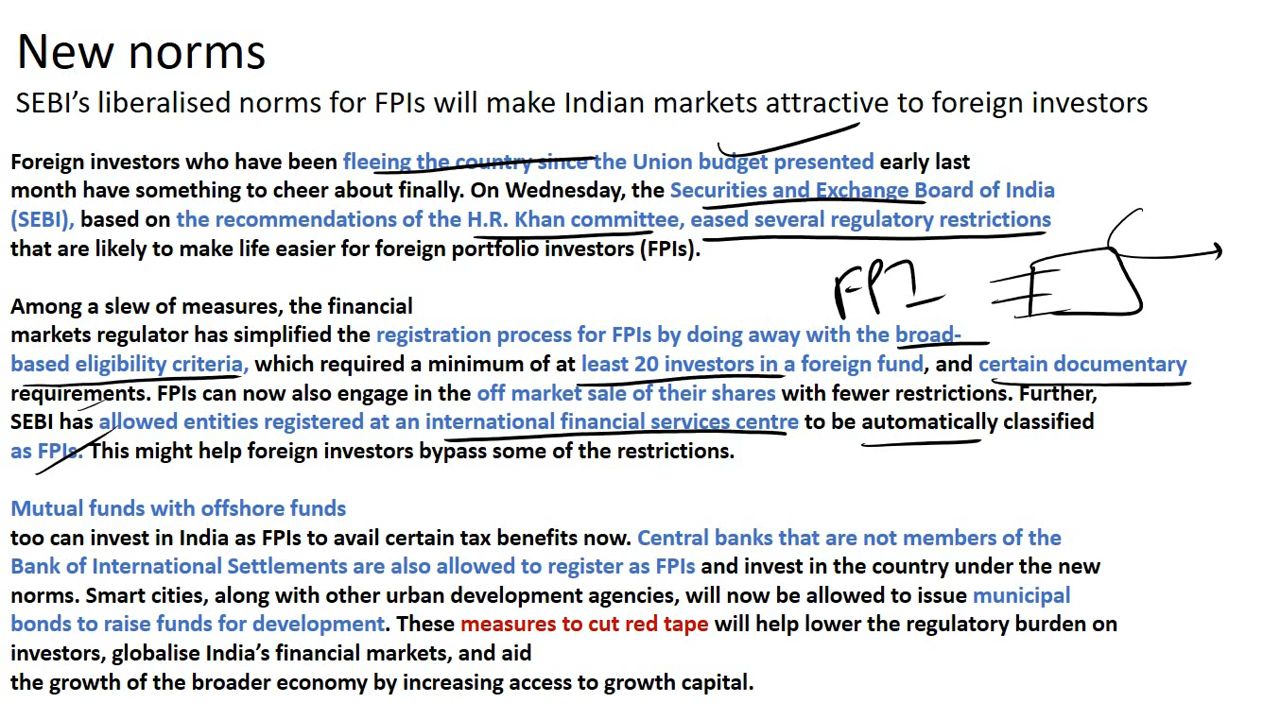 New norms
SEBI's liberalised norms for FPIs will make Indian markets attractive to foreign investors
Foreign investors who have been fleeing the country since the Union budget presented early last
month have something to cheer about finally. On Wednesday, the Securities and Exchange Board of India
(SEBI), based on the recommendations of the H.R. Khan committee, eased several regulatory restrictions
that are likely to make life easier for foreign portfolio investors (FPIs).
FPI
Among a slew of measures, the financial
markets regulator has simplified the registration process for FPIs by doing away with the broad-
based eligibility criteria, which required a minimum of at least 20 investors in a foreign fund, and certain documentary
requirements. FPIs can now also engage in the off market sale of their shares with fewer restrictions. Further,
SEBI has allowed entities registered at an international financial services centre to be automatically classified
as FPIs. This might help foreign investors bypass some of the restrictions.
Mutual funds with offshore funds
too can invest in India as FPIs to avail certain tax benefits now. Central banks that are not members of the
Bank of International Settlements are also allowed to register as FPIs and invest in the country under the new
norms. Smart cities, along with other urban development agencies, will now be allowed to issue municipal
bonds to raise funds for development. These measures to cut red tape will help lower the regulatory burden on
investors, globalise India's financial markets, and aid
the growth of the broader economy by increasing access to growth capital.